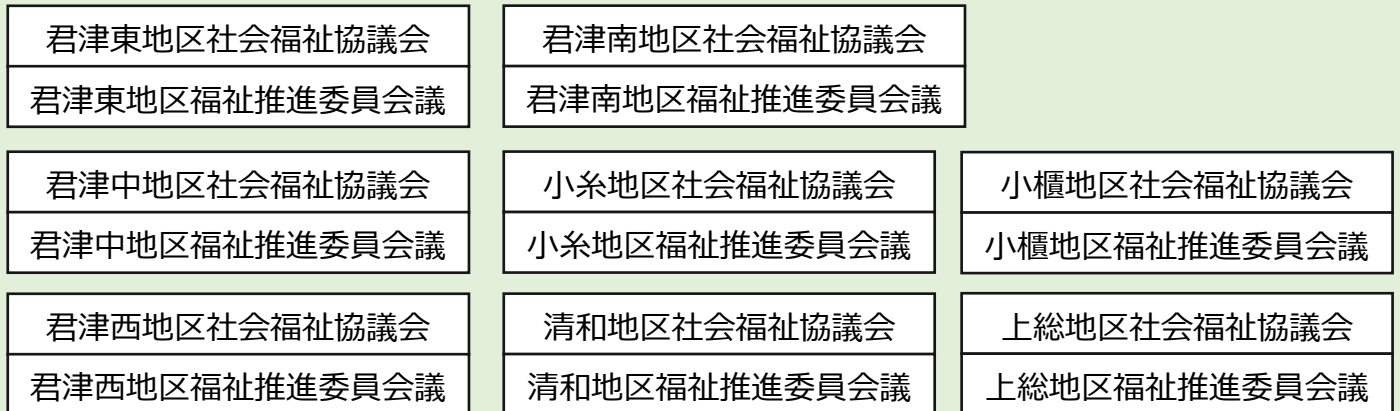 君津東地区社会福祉協議会
君津東地区福祉推進委員会議
君津南地区社会福祉協議会
君津南地区福祉推進委員会議
君津中地区社会福祉協議会
君津中地区福祉推進委員会議
小糸地区社会福祉協議会
小糸地区福祉推進委員会議
小櫃地区社会福祉協議会
小櫃地区福祉推進委員会議
君津西地区社会福祉協議会
君津西地区福祉推進委員会議
清和地区社会福祉協議会
清和地区福祉推進委員会議
上総地区社会福祉協議会
上総地区福祉推進委員会議